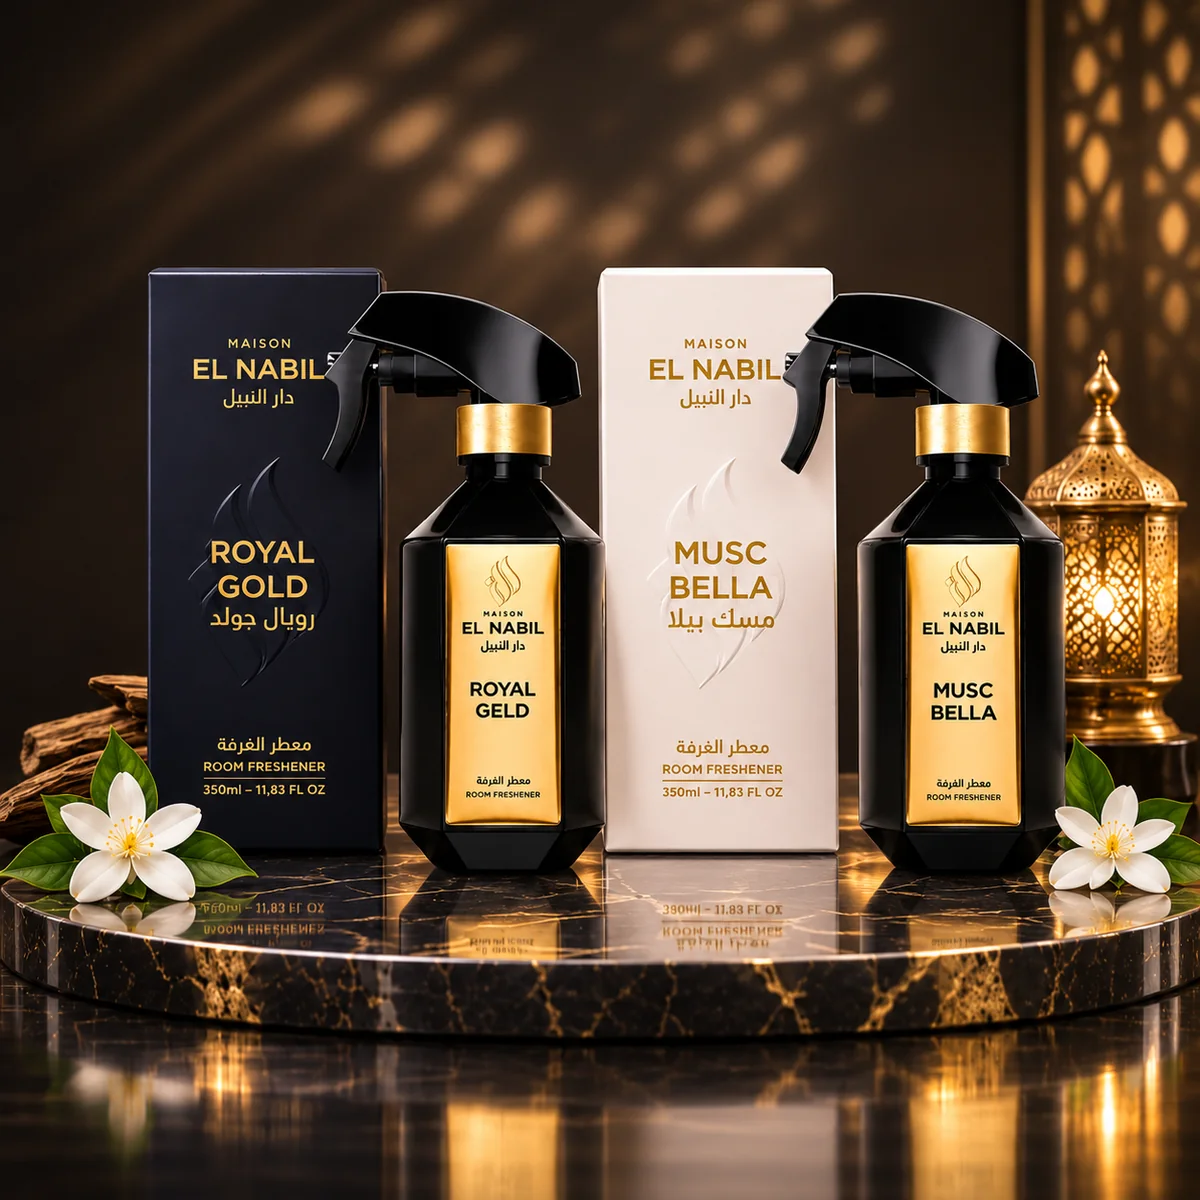 MAISON
EL NABIL
دار النبيل
ROYAL
GOLD
رويال جولد
معطر الغرفة
ROOM FRESHENER
350ml – 11,83 FL OZ
MAISON
EL NABIL
دار النبيل
ROYAL
GELD
معطر الغرفة
ROOM FRESHENER
MAISON
EL NABIL
دار النبيل
MUSC
BELLA
مسك بيلا
معطر الغرفة
ROOM FRESHENER
350ml – 11,83 FL OZ
MAISON
EL NABIL
دار النبيل
MUSC
BELLA
معطر الغرفة
ROOM FRESHENER